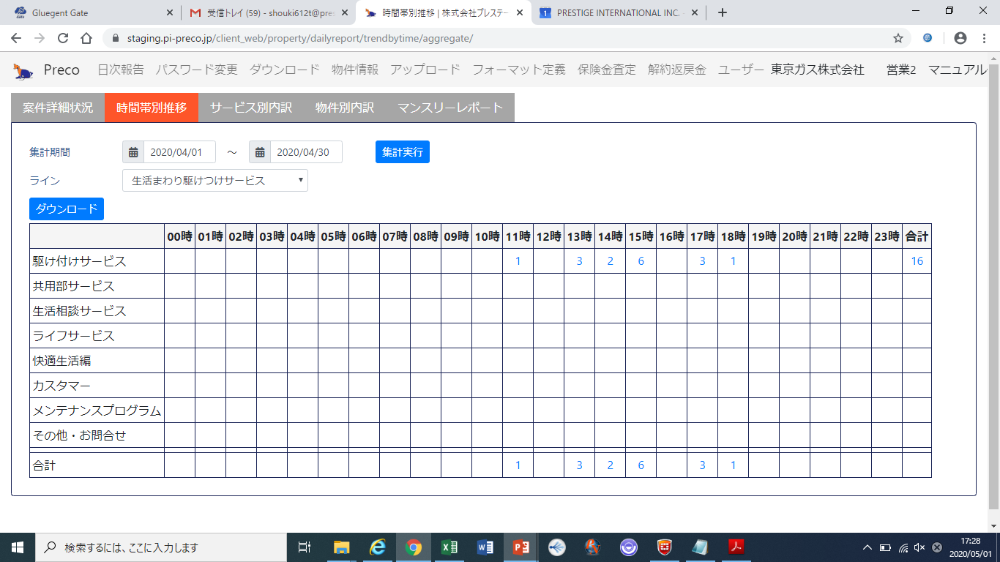 Gluegent Gate
受信トレイ (59) - shouki612t@pres
時間帯別推移 | 株式会社プレステー
PRESTIGE INTERNATIONAL INC. -
staging.pi-preco.jp/client_web/property/dailyreport/trendbytime/aggregate/
Preco 日次報告 パスワード変更 ダウンロード 物件情報 アップロード フォーマット定義 保険金査定 解約返戻金 ユーザー 東京ガス株式会社 営業2 マニュアル
案件詳細状況 時間帯別推移 サービス別内訳 物件別内訳 マンスリーレポート
集計期間 2020/04/01 ～ 2020/04/30 集計実行
ライン 生活まわり駆けつけサービス
ダウンロード
00時 01時 02時 03時 04時 05時 06時 07時 08時 09時 10時 11時 12時 13時 14時 15時 16時 17時 18時 19時 20時 21時 22時 23時 合計
駆け付けサービス 1 3 2 6 3 1 16
共用部サービス
生活相談サービス
ライフサービス
快適生活編
カスタマー
メンテナンスプログラム
その他・お問合せ
合計 1 3 2 6 3 1
検索するには、ここに入力します
17:28
2020/05/01